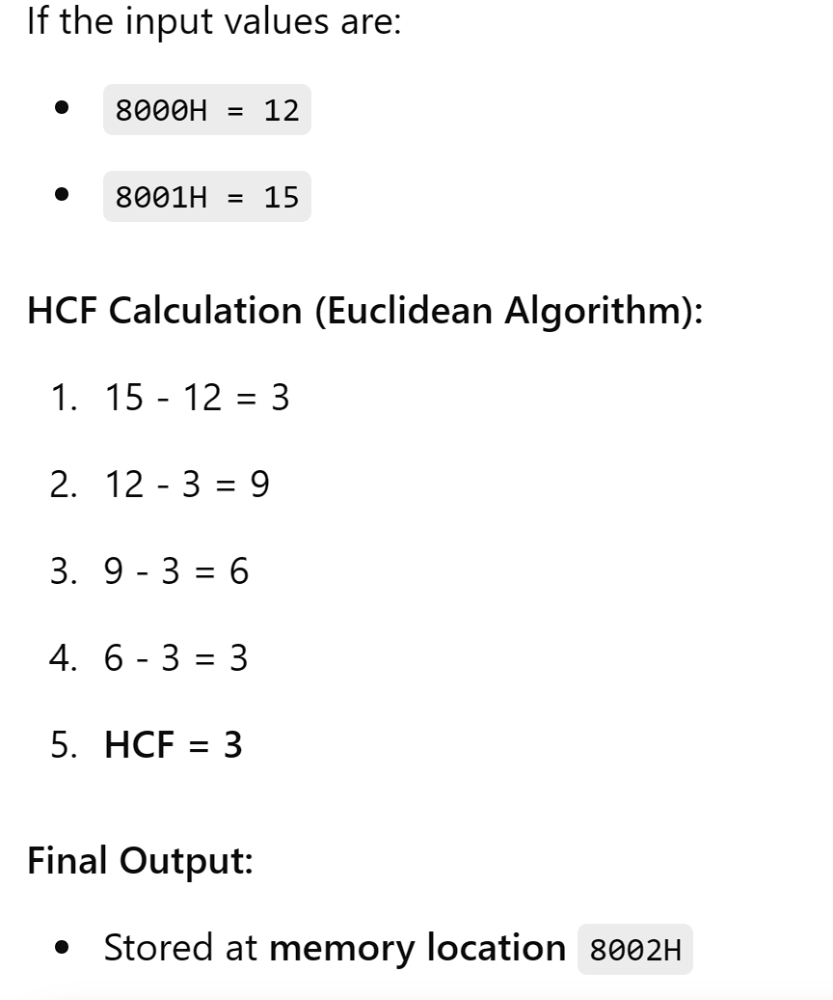 If the input values are:
• 8000H = 12
• 8001H = 15
HCF Calculation (Euclidean Algorithm):
1. 15 - 12 = 3
2. 12 - 3 = 9
3. 9 - 3 = 6
4. 6 - 3 = 3
5. HCF = 3
Final Output:
• Stored at memory location 8002H